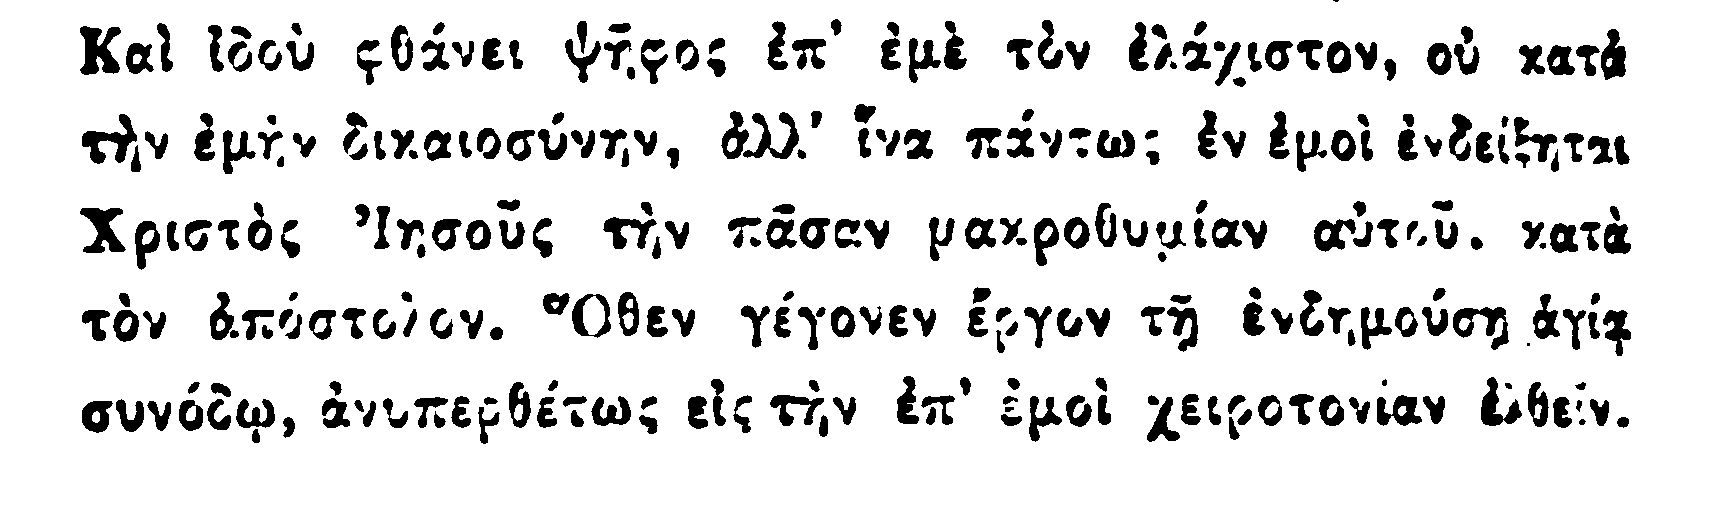 Καὶ ἰδοὺ φθάνει ψῆφος ἐπ' ἐμὲ τὸν ἐλάχιστον, οὐ κατὰ
τὴν ἐμὴν δικαιοσύνην, ἀλλ' ἵνα πάντως ἐν ἐμοὶ ἐνδείξηται
Χριστὸς Ἰησοῦς τὴν πᾶσαν μακροθυμίαν αὐτοῦ. κατὰ
τὸν ἀπόστολον. Ὅθεν γέγονεν ἔργον τῇ ἐνδημούσῃ ἁγίᾳ
συνόδῳ, ἀνυπερθέτως εἰς τὴν ἐπ' ἐμοὶ χειροτονίαν ἐλθεῖν.